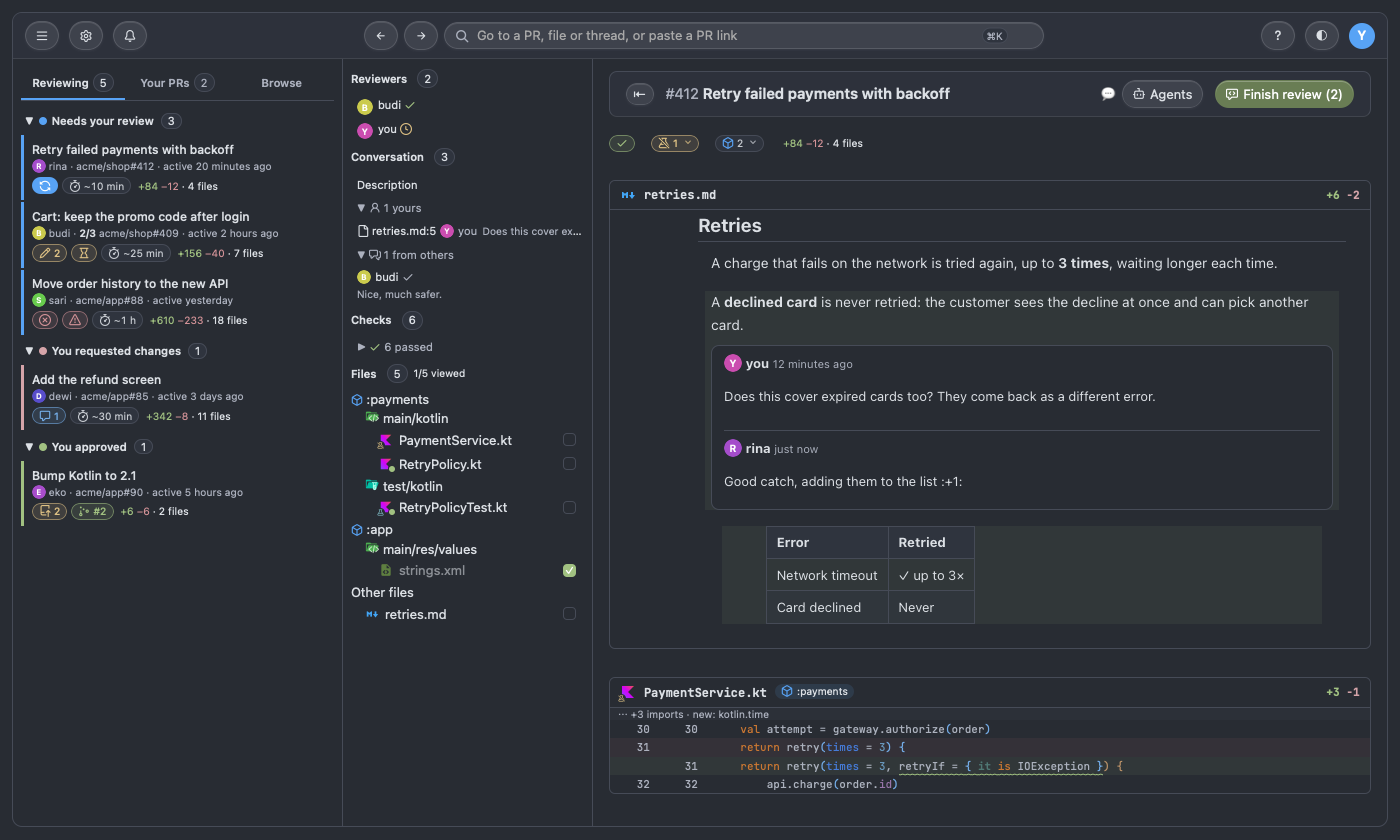 Go to a PR, file or thread, or paste a PR link
⌘K
?
Y
Reviewing 5
Your PRs 2
Browse
Needs your review 3
Retry failed payments with backoff
R rina · acme/shop#412 · active 20 minutes ago
~10 min +84 −12 · 4 files
Cart: keep the promo code after login
B budi · 2/3 acme/shop#409 · active 2 hours ago
2 ~25 min +156 −40 · 7 files
Move order history to the new API
S sari · acme/app#88 · active yesterday
~1 h +610 −233 · 18 files
You requested changes 1
Add the refund screen
D dewi · acme/app#85 · active 3 days ago
1 ~30 min +342 −8 · 11 files
You approved 1
Bump Kotlin to 2.1
E eko · acme/app#90 · active 5 hours ago
2 #2 +6 −6 · 2 files
Reviewers 2
B budi
Y you
Conversation 3
Description
1 yours
retries.md:5 Y you Does this cover ex...
1 from others
B budi
Nice, much safer.
Checks 6
6 passed
Files 5 1/5 viewed
:payments
main/kotlin
PaymentService.kt
RetryPolicy.kt
test/kotlin
RetryPolicyTest.kt
:app
main/res/values
strings.xml
Other files
retries.md
#412 Retry failed payments with backoff
Agents
Finish review (2)
1 2 +84 −12 · 4 files
retries.md +6 -2
Retries
A charge that fails on the network is tried again, up to 3 times, waiting longer each time.
A declined card is never retried: the customer sees the decline at once and can pick another
card.
Y you 12 minutes ago
Does this cover expired cards too? They come back as a different error.
R rina just now
Good catch, adding them to the list :+1:
Error Retried
Network timeout ✓ up to 3×
Card declined Never
PaymentService.kt :payments +3 -1
··· +3 imports · new: kotlin.time
30 30 val attempt = gateway.authorize(order)
31 return retry(times = 3) {
31 return retry(times = 3, retryIf = { it is IOException }) {
32 32 api.charge(order.id)